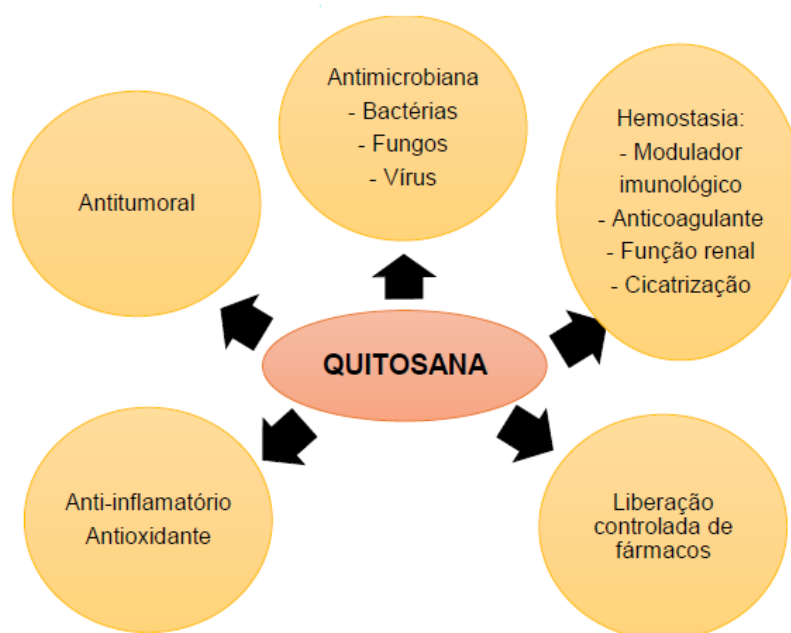 Antimicrobiana
- Bactérias
- Fungos
- Vírus
Hemostasia:
- Modulador
imunológico
- Anticoagulante
- Função renal
- Cicatrização
Antitumoral
QUITOSANA
Anti-inflamatório
Antioxidante
Liberação
controlada de
fármacos